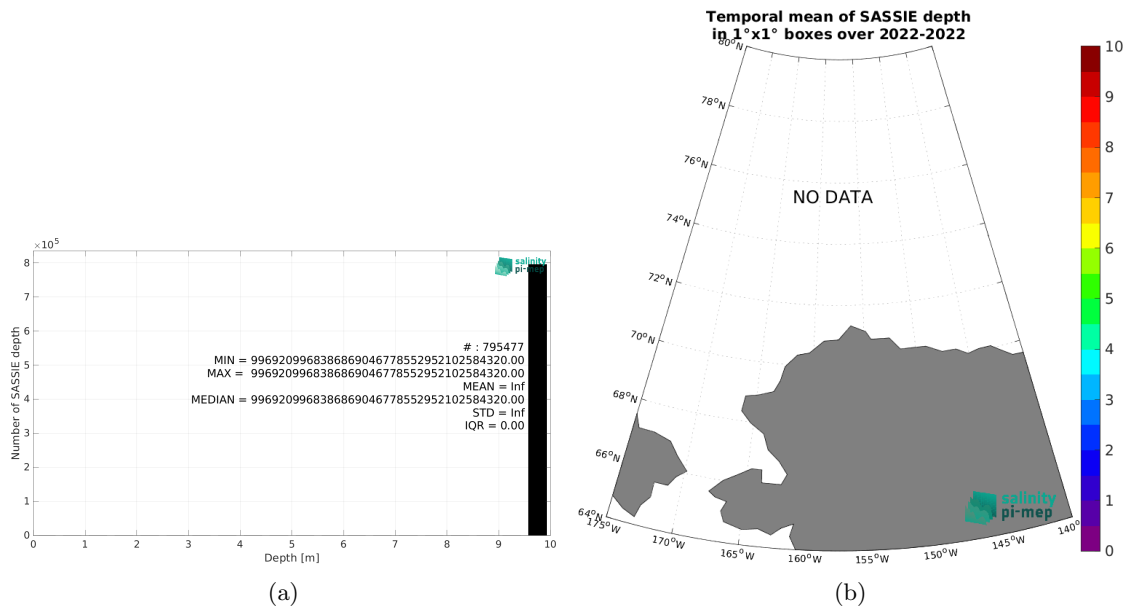 ×10⁵
8
7
6
5
4
3
2
1
0
Number of SASSIE depth
salinity
pi-mep
# : 795477
MIN = 9969209968386869046778552952102584320.00
MAX = 9969209968386869046778552952102584320.00
MEAN = Inf
MEDIAN = 9969209968386869046778552952102584320.00
STD = Inf
IQR = 0.00
0 1 2 3 4 5 6 7 8 9 10
Depth [m]
(a)
Temporal mean of SASSIE depth
in 1°x1° boxes over 2022-2022
80°N
78°N
76°N
74°N
72°N
70°N
68°N
66°N
64°N
NO DATA
175°W
170°W
165°W
160°W
155°W
150°W
145°W
140°
salinity
pi-mep
10
9
8
7
6
5
4
3
2
1
0
(b)